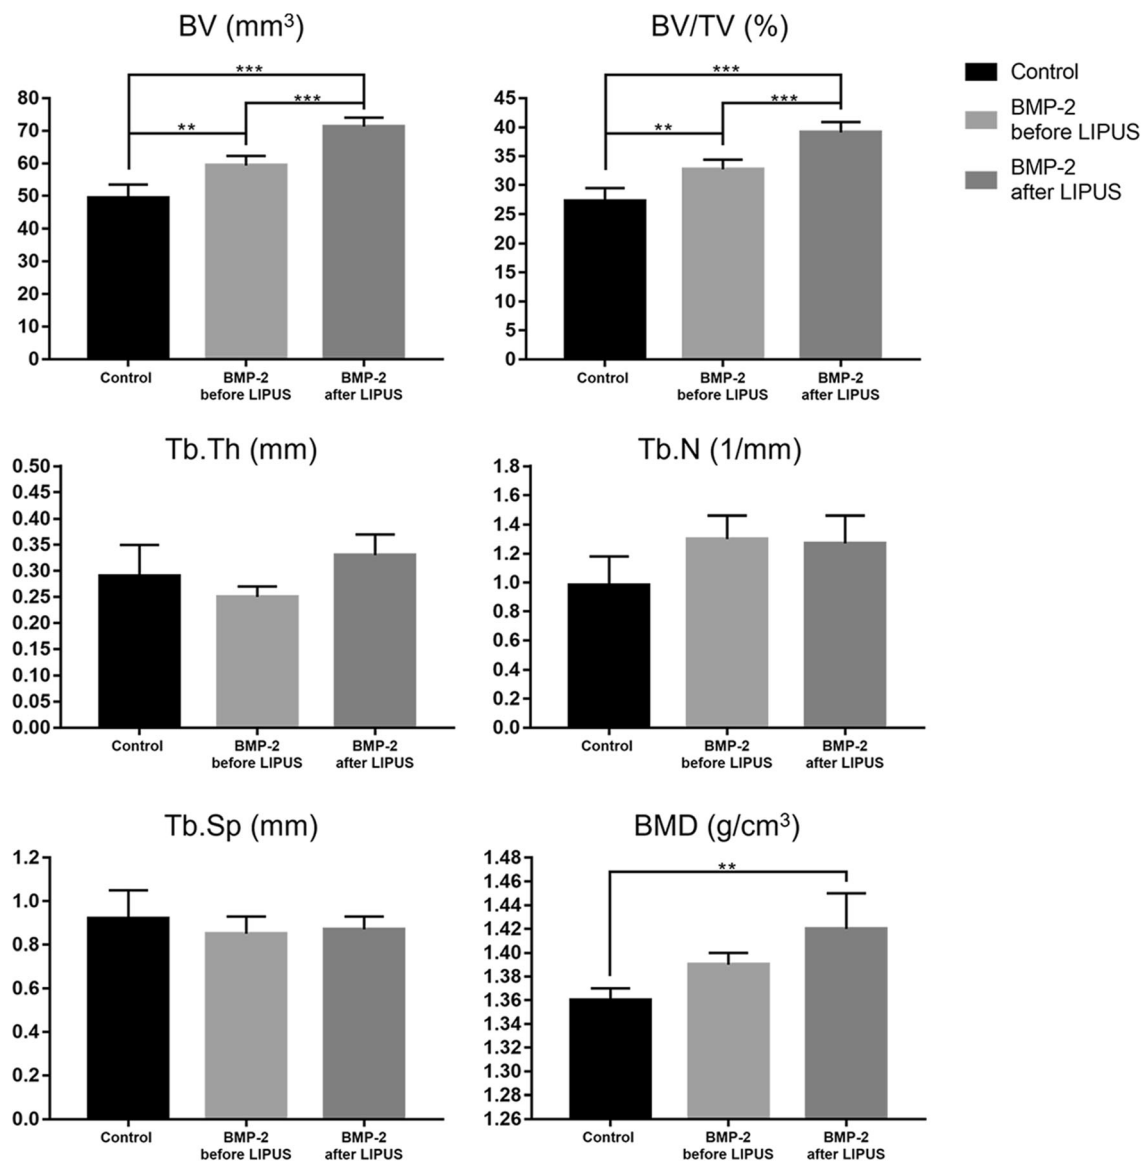 BV (mm³)
***
***
**
80
70
60
50
40
30
20
10
0
Control
BMP-2
before LIPUS
BMP-2
after LIPUS
BV/TV (%)
***
***
**
45
40
35
30
25
20
15
10
5
0
Control
BMP-2
before LIPUS
BMP-2
after LIPUS
Control
BMP-2
before LIPUS
BMP-2
after LIPUS
Tb.Th (mm)
0.50
0.45
0.40
0.35
0.30
0.25
0.20
0.15
0.10
0.05
0.00
Control
BMP-2
before LIPUS
BMP-2
after LIPUS
Tb.N (1/mm)
1.8
1.6
1.4
1.2
1.0
0.8
0.6
0.4
0.2
0.0
Control
BMP-2
before LIPUS
BMP-2
after LIPUS
Tb.Sp (mm)
1.2
1.0
0.8
0.6
0.4
0.2
0.0
Control
BMP-2
before LIPUS
BMP-2
after LIPUS
BMD (g/cm³)
**
1.48
1.46
1.44
1.42
1.40
1.38
1.36
1.34
1.32
1.30
1.28
1.26
Control
BMP-2
before LIPUS
BMP-2
after LIPUS